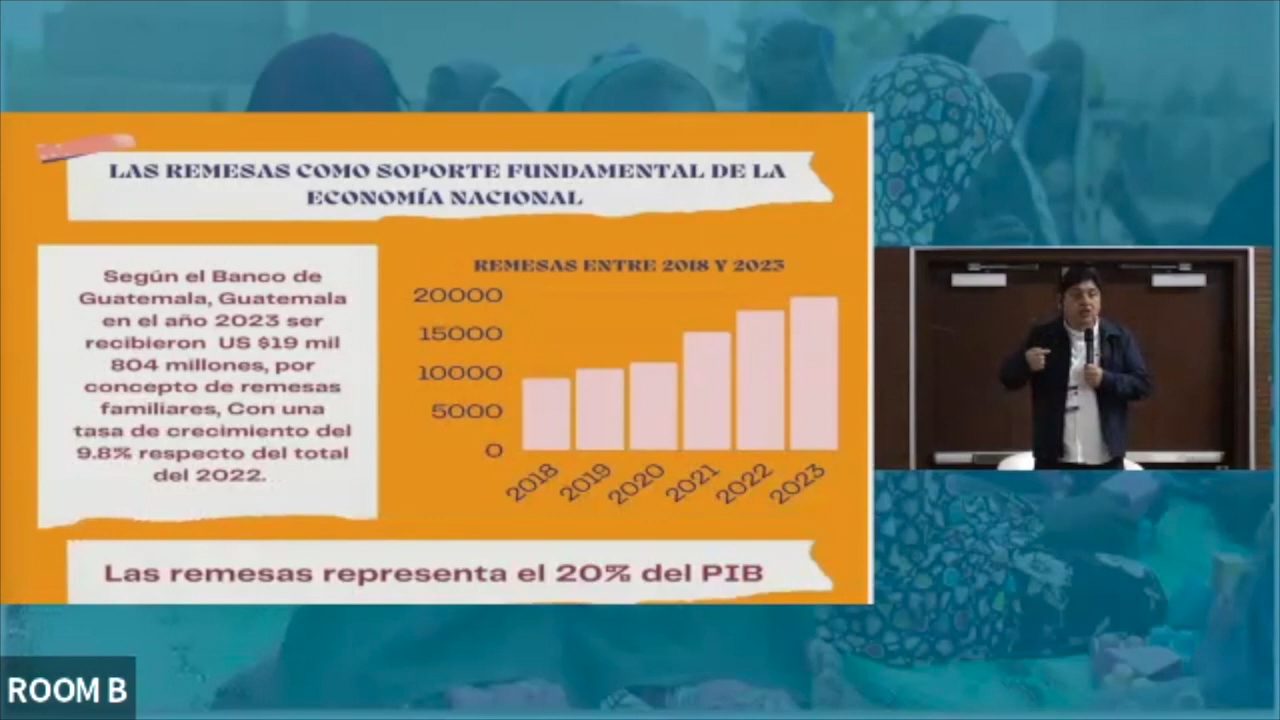 LAS REMESAS COMO SOPORTE FUNDAMENTAL DE LA
ECONOMÍA NACIONAL
Según el Banco de
Guatemala, Guatemala
en el año 2023 ser
recibieron US $19 mil
804 millones, por
concepto de remesas
familiares, Con una
tasa de crecimiento del
9.8% respecto del total
del 2022.
REMESAS ENTRE 2018 Y 2023
20000
15000
10000
5000
0
2018
2019
2020
2021
2022
2023
Las remesas representa el 20% del PIB
ROOM B